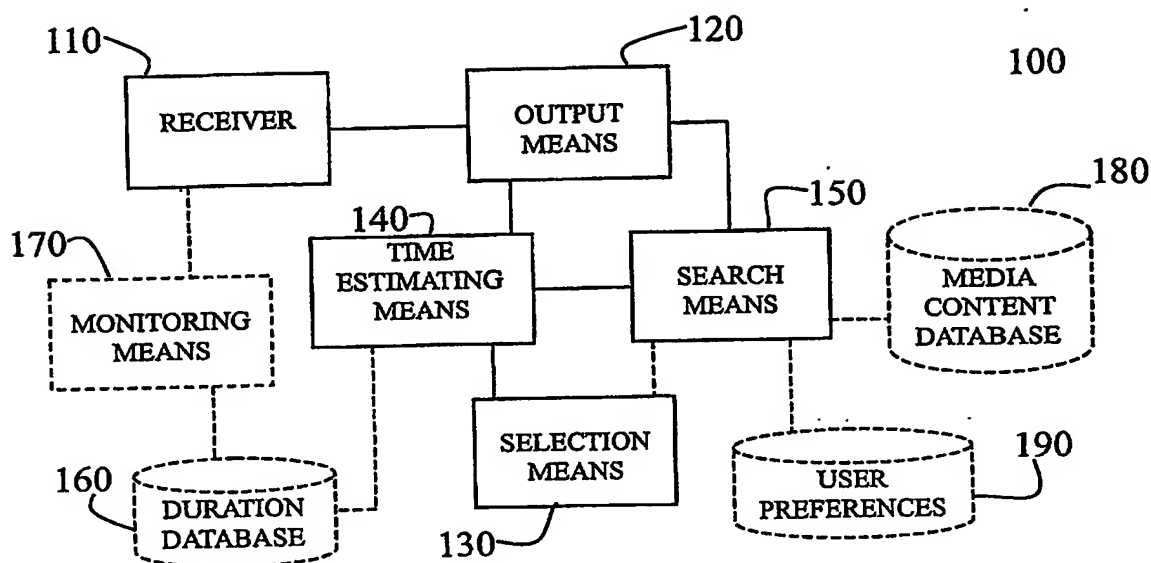 110
120
100
RECEIVER
OUTPUT
MEANS
180
150
140
170
TIME
ESTIMATING
MEANS
SEARCH
MEANS
MEDIA
CONTENT
DATABASE
MONITORING
MEANS
SELECTION
MEANS
190
USER
PREFERENCES
160
DURATION
DATABASE
130